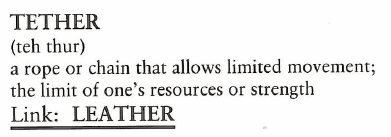 TETHER
(teh thur)
a rope or chain that allows limited movement;
the limit of one's resources or strength
Link:  LEATHER